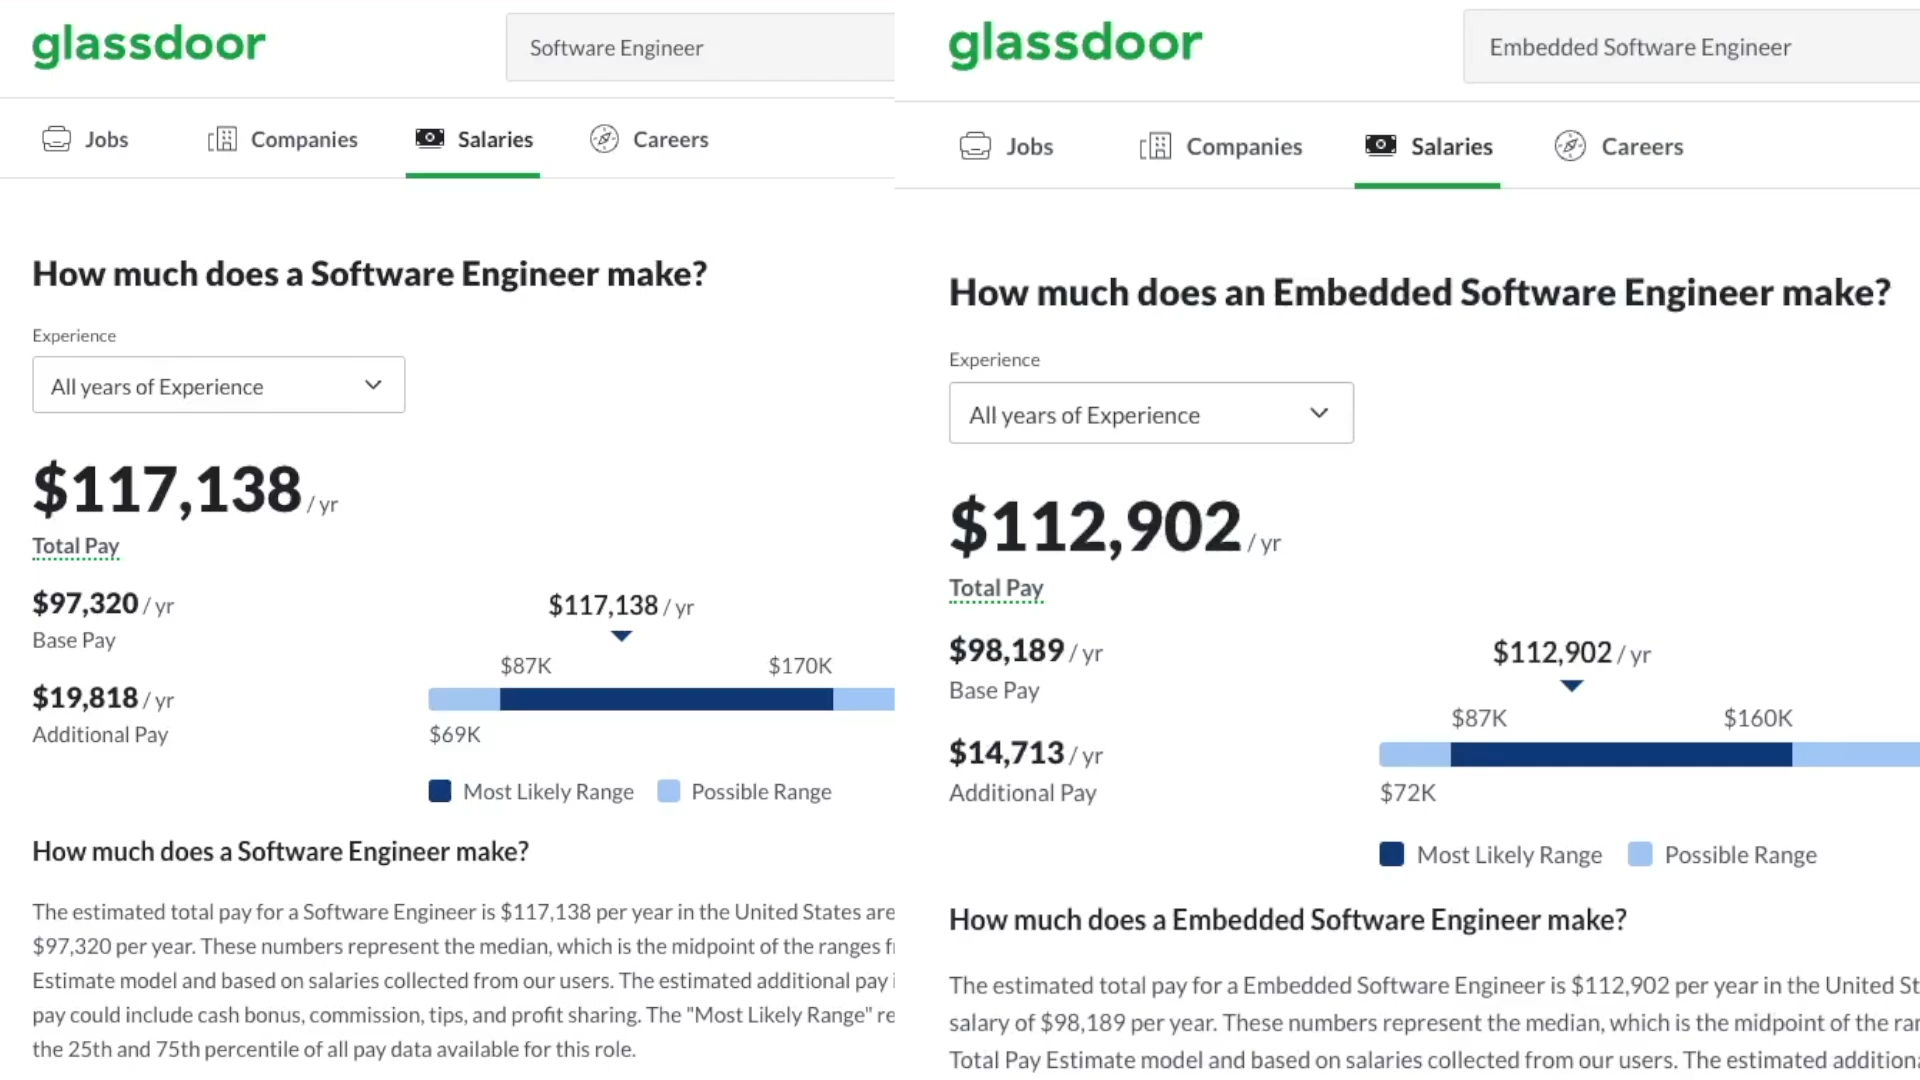 glassdoor
Software Engineer
Jobs
Companies
Salaries
Careers
How much does a Software Engineer make?
Experience
All years of Experience
$117,138 / yr
Total Pay
$97,320 / yr
Base Pay
$19,818 / yr
Additional Pay
$117,138 / yr
$87K
$170K
$69K
Most Likely Range
Possible Range
How much does a Software Engineer make?
The estimated total pay for a Software Engineer is $117,138 per year in the United States are
$97,320 per year. These numbers represent the median, which is the midpoint of the ranges
Estimate model and based on salaries collected from our users. The estimated additional pay
pay could include cash bonus, commission, tips, and profit sharing. The "Most Likely Range" re
the 25th and 75th percentile of all pay data available for this role.
glassdoor
Embedded Software Engineer
Jobs
Companies
Salaries
Careers
How much does an Embedded Software Engineer make?
Experience
All years of Experience
$112,902 / yr
Total Pay
$98,189 / yr
Base Pay
$14,713 / yr
Additional Pay
$112,902 / yr
$87K
$160K
$72K
Most Likely Range
Possible Range
How much does a Embedded Software Engineer make?
The estimated total pay for a Embedded Software Engineer is $112,902 per year in the United St
salary of $98,189 per year. These numbers represent the median, which is the midpoint of the ra
Total Pay Estimate model and based on salaries collected from our users. The estimated addition